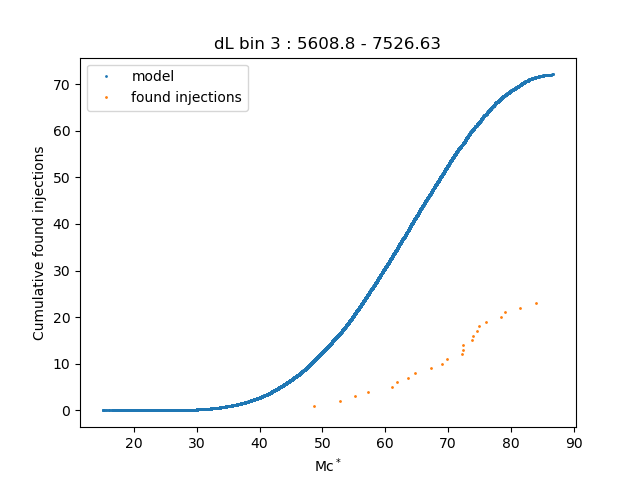 dL bin 3 : 5608.8 - 7526.63
model
found injections
Cumulative found injections
70
60
50
40
30
20
10
0
20 30 40 50 60 70 80 90
Mc*